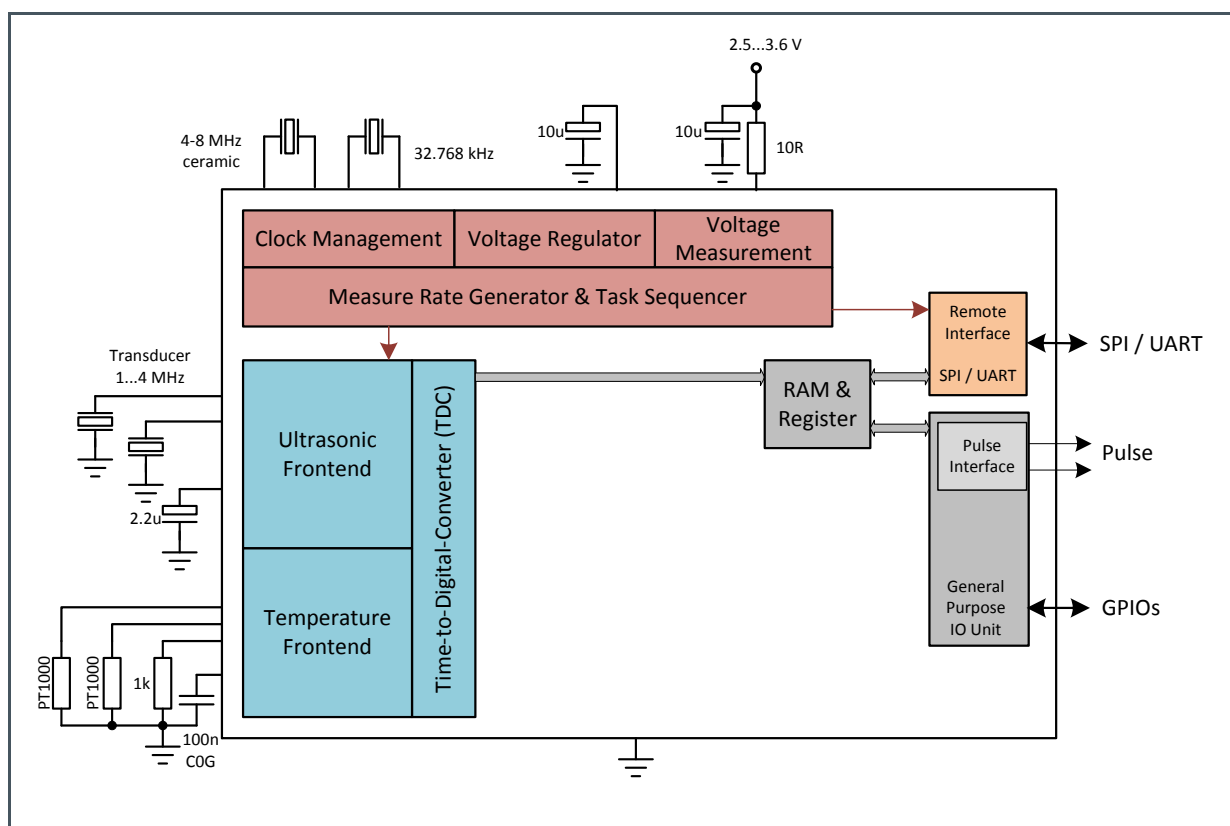 2.5...3.6 V
4-8 MHz
ceramic
32.768 kHz
10u
10u
10R
Clock Management
Voltage Regulator
Voltage
Measurement
Measure Rate Generator & Task Sequencer
Remote
Interface
SPI / UART
SPI / UART
Transducer
1...4 MHz
2.2u
Ultrasonic
Frontend
Time-to-Digital-Converter (TDC)
RAM &
Register
Pulse
Interface
Pulse
General
Purpose
IO Unit
GPIOs
Temperature
Frontend
PT1000
PT1000
1k
100n
C0G